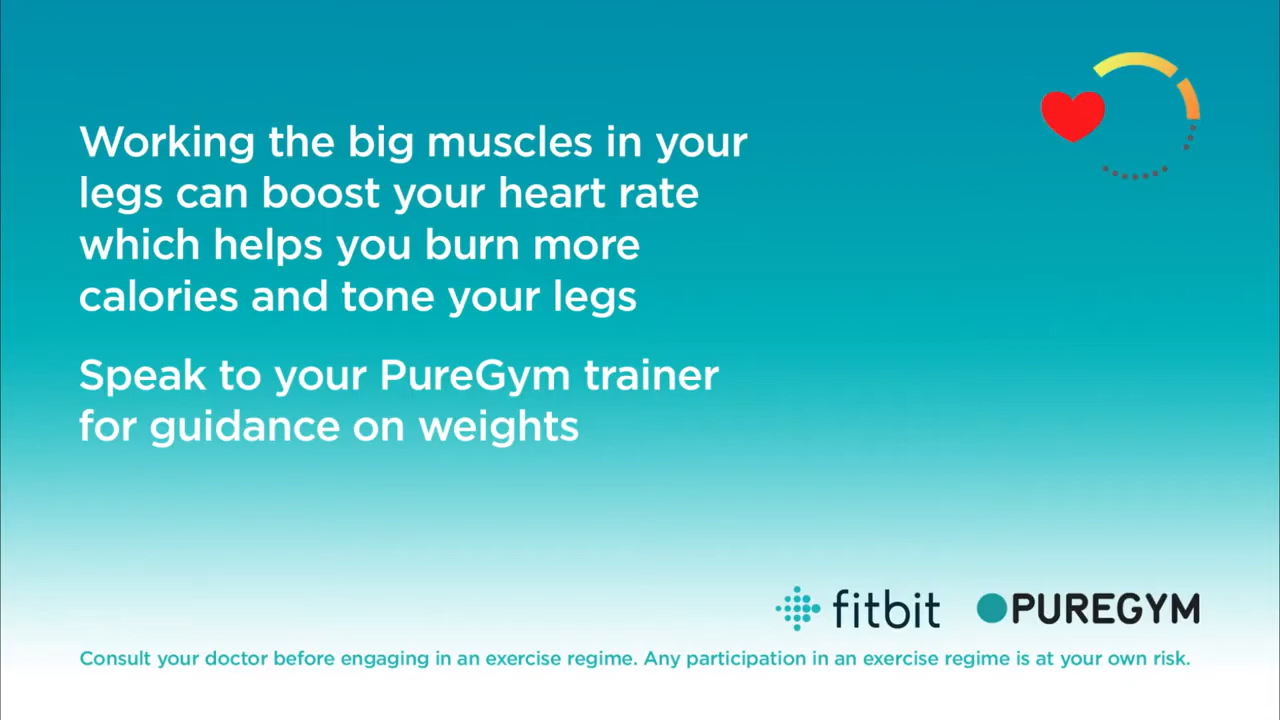 Working the big muscles in your
legs can boost your heart rate
which helps you burn more
calories and tone your legs
Speak to your PureGym trainer
for guidance on weights
fitbit
PUREGYM
Consult your doctor before engaging in an exercise regime. Any participation in an exercise regime is at your own risk.